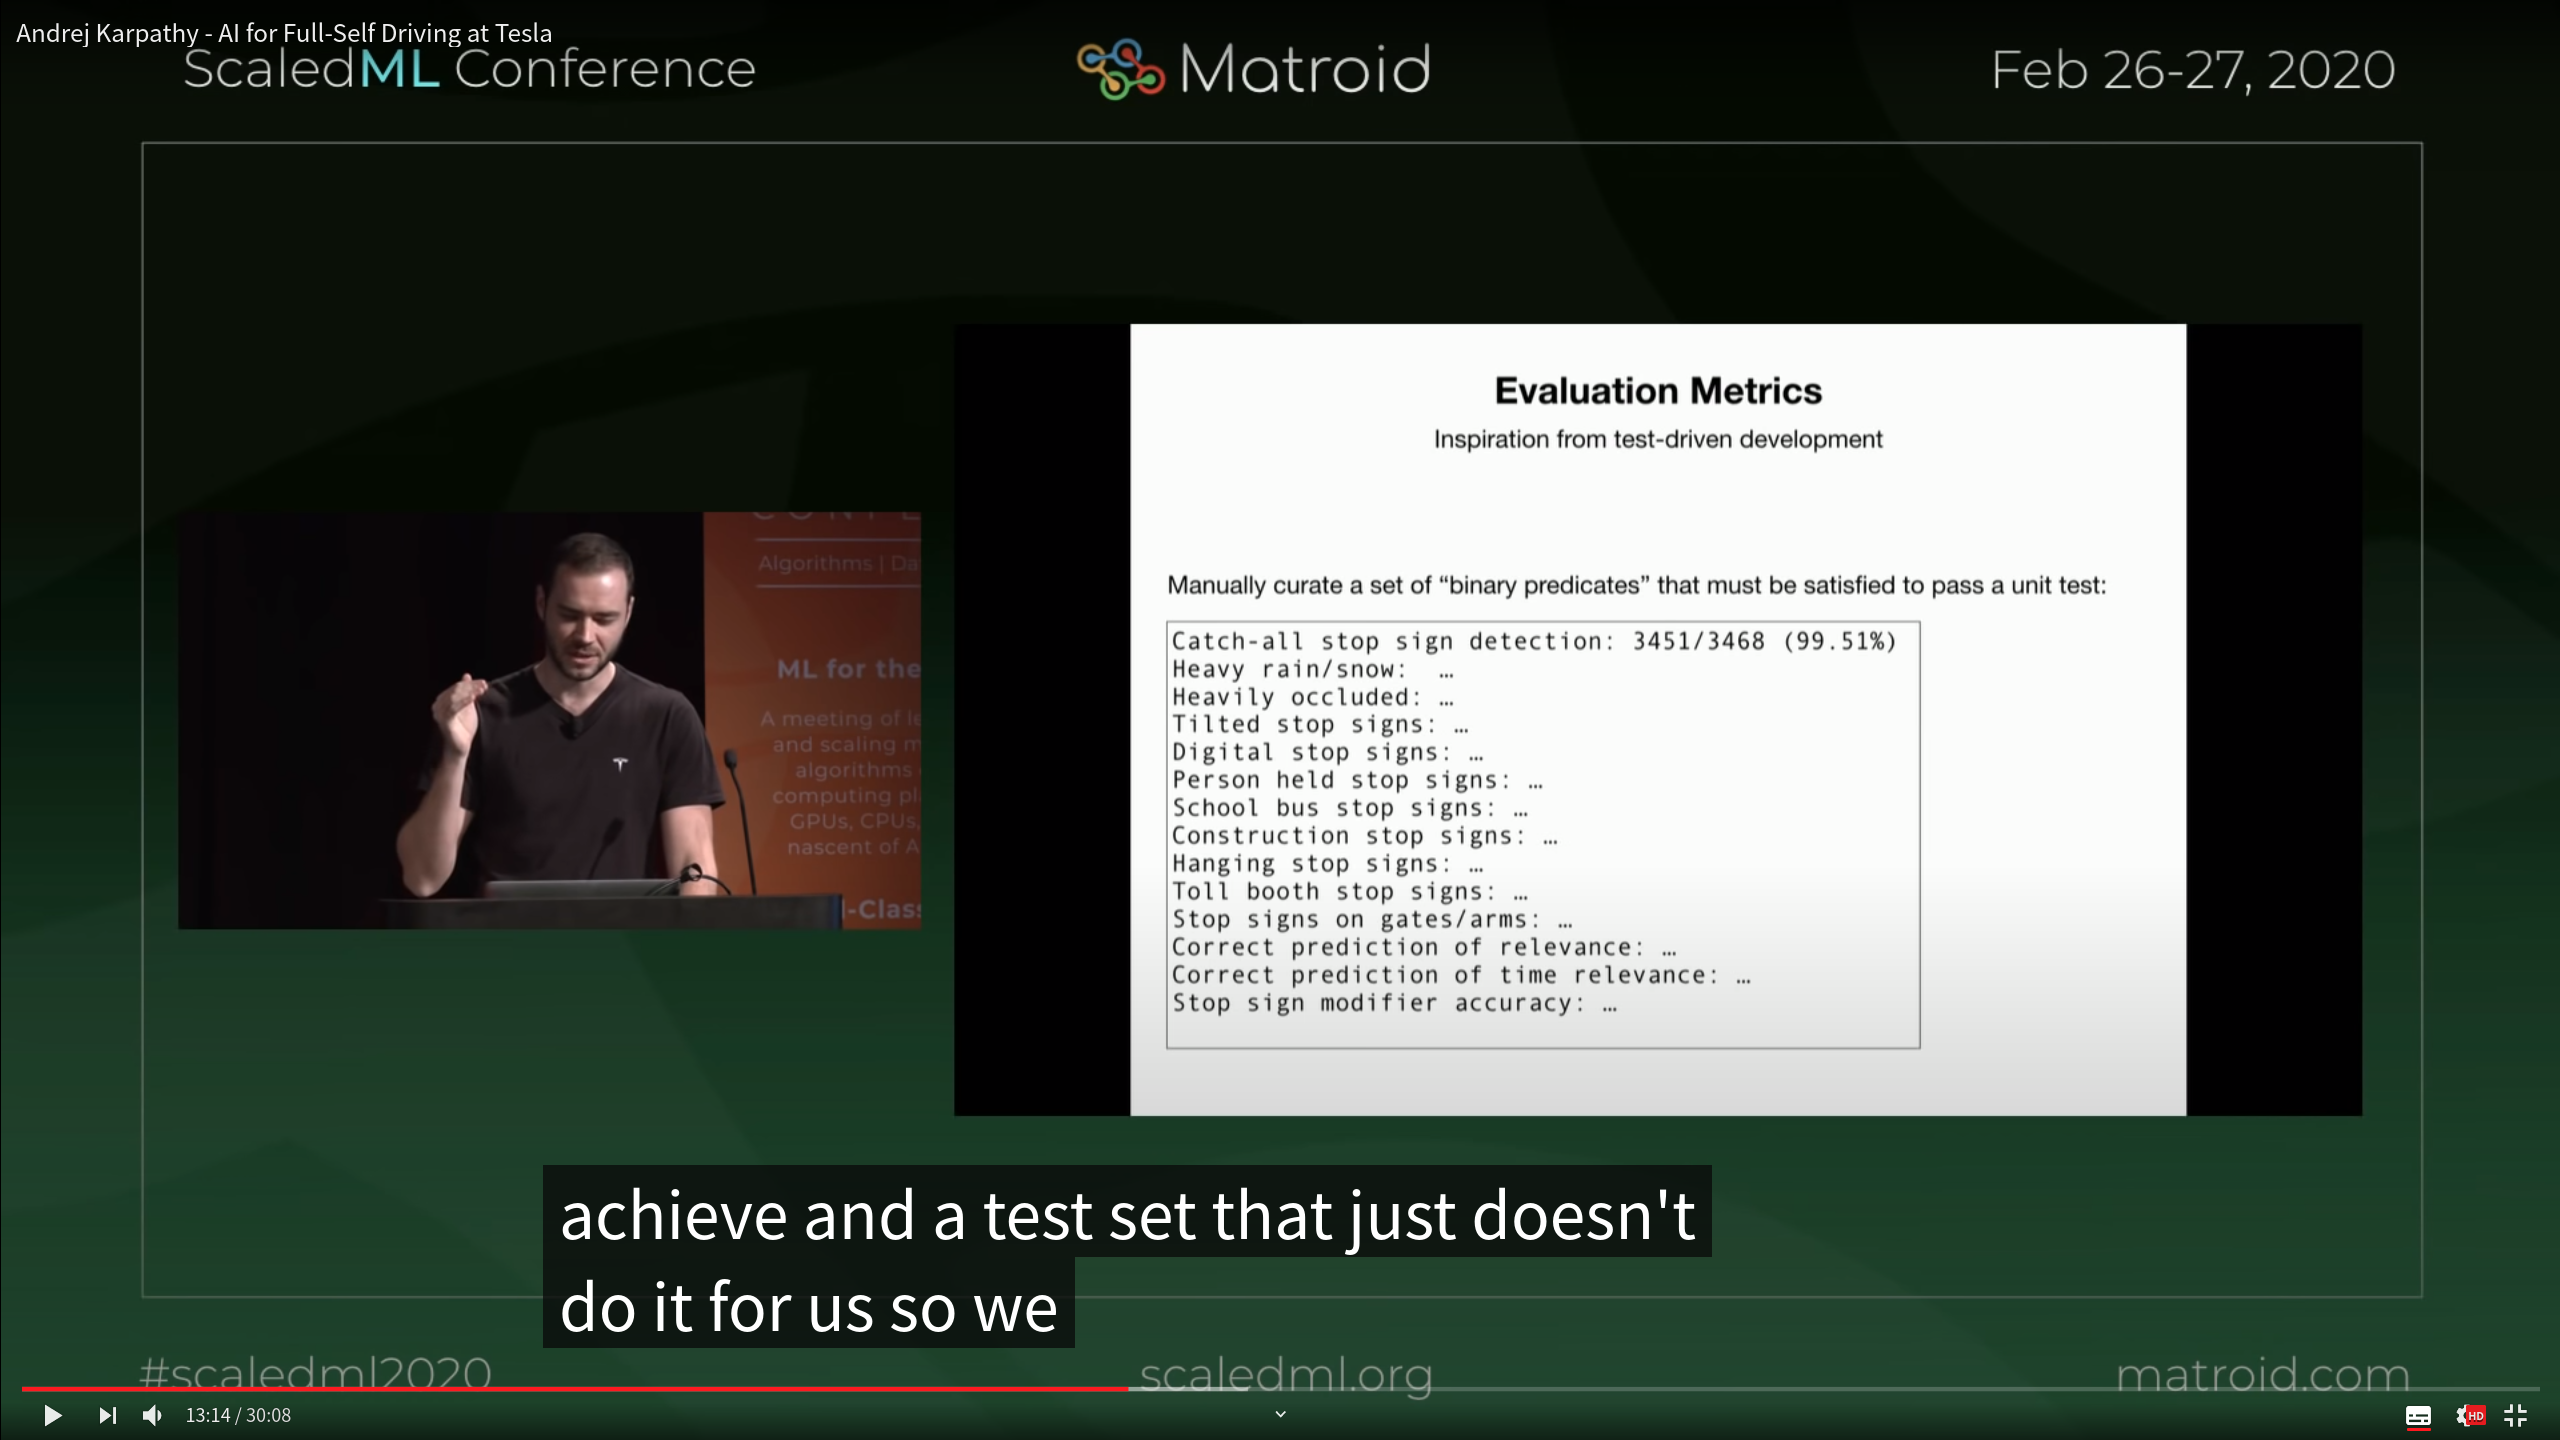 Andrej Karpathy - AI for Full-Self Driving at Tesla
ScaledML Conference
Matroid
Feb 26-27, 2020
Algorithms | Da
ML for the
A meeting of le
and scaling m
algorithms
computing pl
GPUs, CPUs,
nascent of A
-Clas
Evaluation Metrics
Inspiration from test-driven development
Manually curate a set of “binary predicates” that must be satisfied to pass a unit test:
Catch-all stop sign detection: 3451/3468 (99.51%)
Heavy rain/snow: …
Heavily occluded: …
Tilted stop signs: …
Digital stop signs: …
Person held stop signs: …
School bus stop signs: …
Construction stop signs: …
Hanging stop signs: …
Toll booth stop signs: …
Stop signs on gates/arms: …
Correct prediction of relevance: …
Correct prediction of time relevance: …
Stop sign modifier accuracy: …
achieve and a test set that just doesn't
do it for us so we
#scaledml2020
scaledml.org
matroid.com
13:14 / 30:08
HD